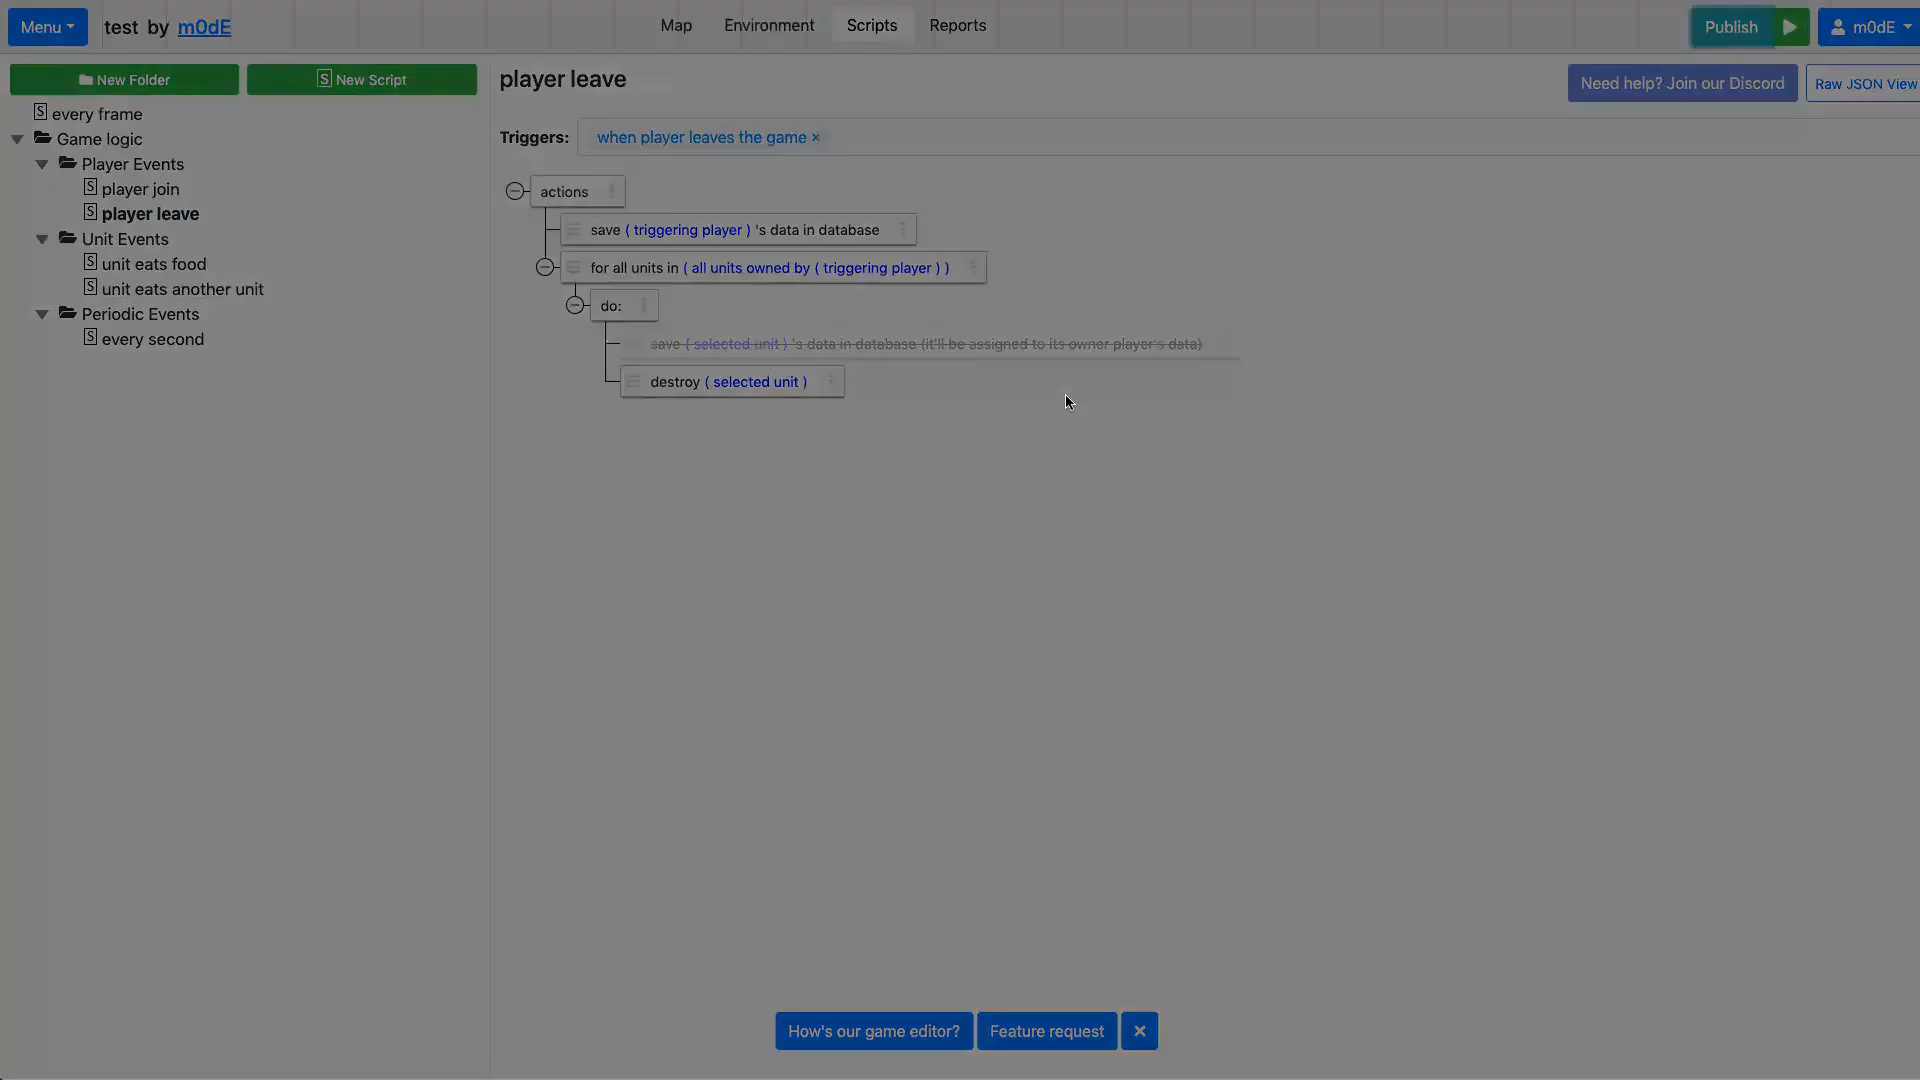 Menu test by m0dE Map Environment Scripts Reports Publish m0dE
New Folder New Script
player leave
Need help? Join our Discord Raw JSON View
every frame
Game logic
Player Events
player join
player leave
Unit Events
unit eats food
unit eats another unit
Periodic Events
every second
Triggers: when player leaves the game ×
actions
save ( triggering player ) 's data in database
for all units in ( all units owned by ( triggering player ) )
do:
save ( selected unit ) 's data in database (it'll be assigned to its owner player's data)
destroy ( selected unit )
How's our game editor? Feature request ×